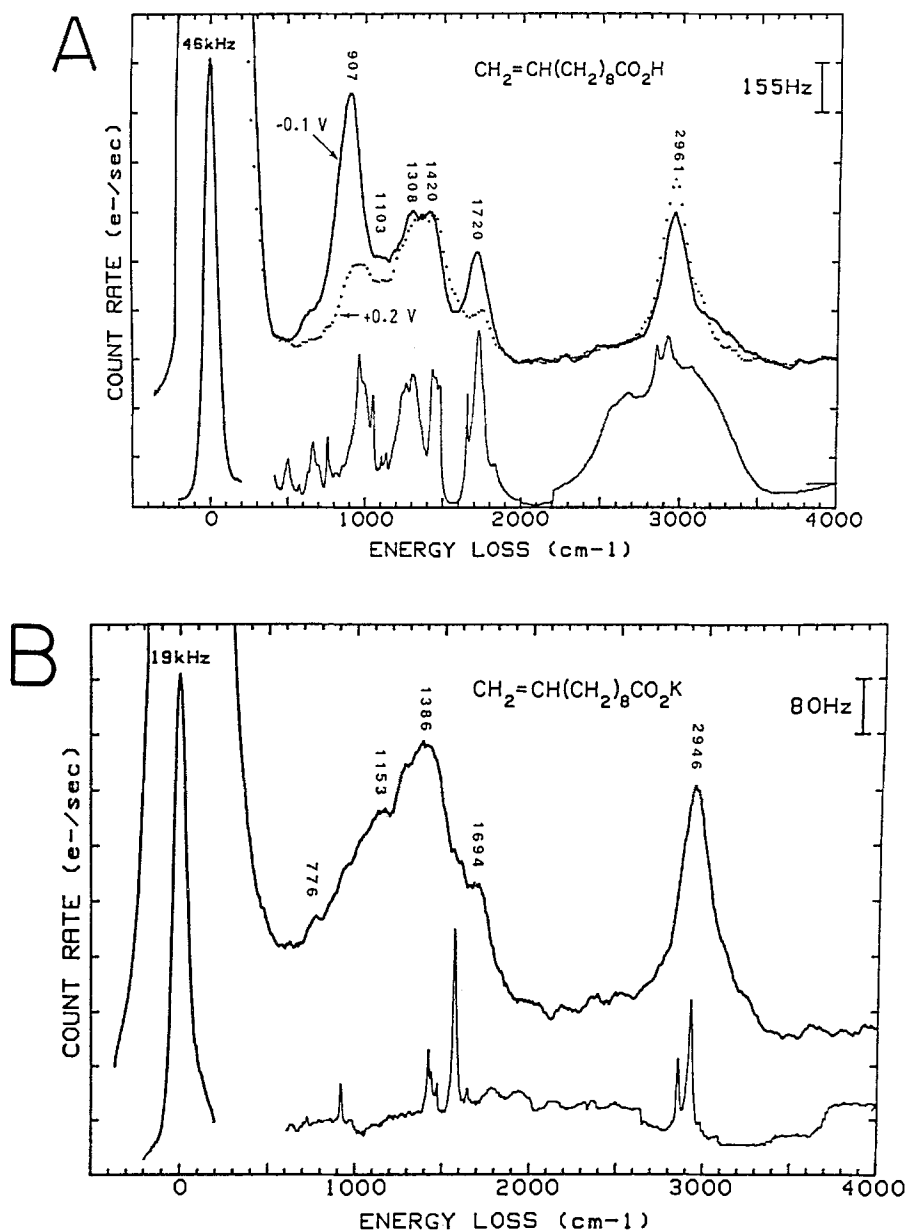 A
46kHz
907
CH₂=CH(CH₂)₈CO₂H
155Hz
-0.1 V
1103
1308
1420
1720
2961
+0.2 V
COUNT RATE (e-/sec)
0 1000 2000 3000 4000
ENERGY LOSS (cm-1)
B
19kHz
CH₂=CH(CH₂)₈CO₂K
80Hz
776
1153
1386
1694
2946
COUNT RATE (e-/sec)
0 1000 2000 3000 4000
ENERGY LOSS (cm-1)